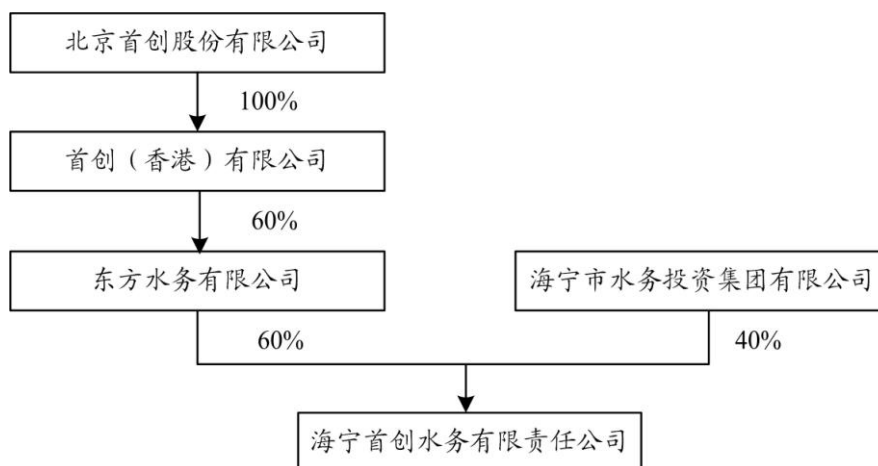 北京首创股份有限公司
100%
首创（香港）有限公司
60%
东方水务有限公司
海宁市水务投资集团有限公司
60%
40%
海宁首创水务有限责任公司